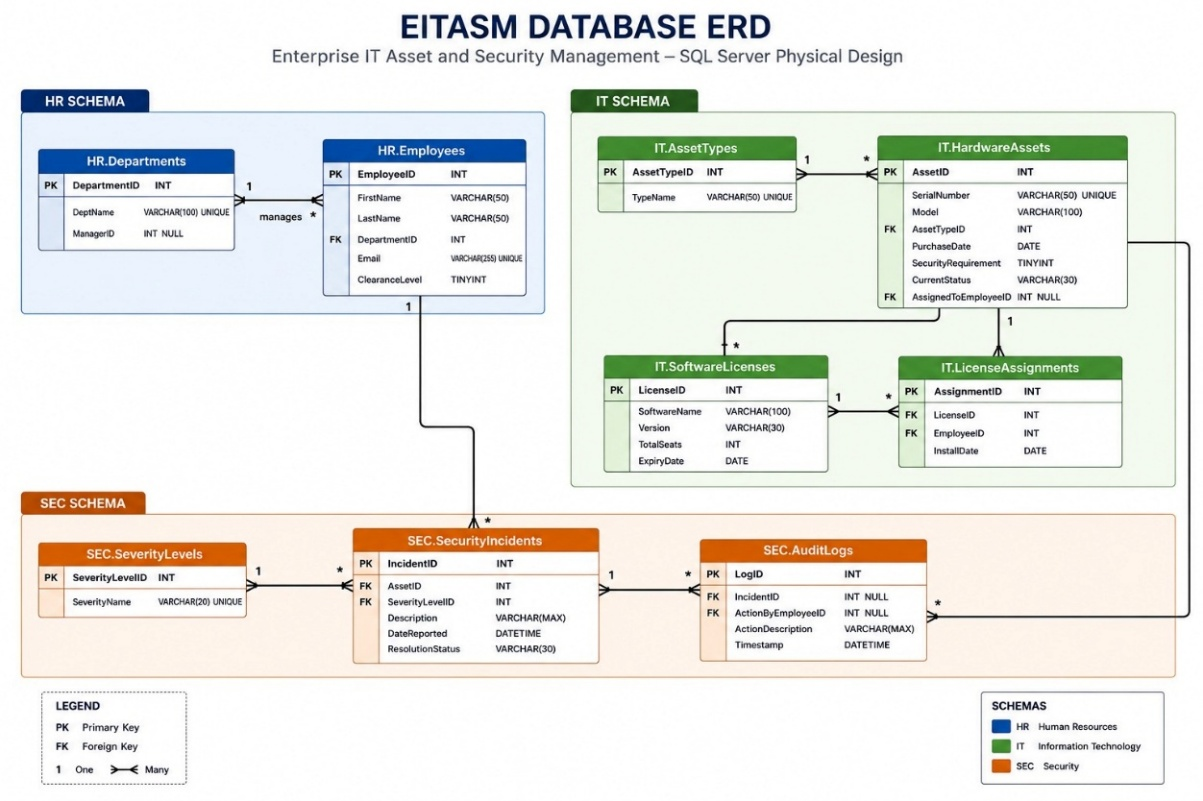 EITASM DATABASE ERD
Enterprise IT Asset and Security Management – SQL Server Physical Design
HR SCHEMA
HR.Departments
PK DepartmentID INT
DeptName VARCHAR(100) UNIQUE
ManagerID INT NULL
1
manages *
HR.Employees
PK EmployeeID INT
FirstName VARCHAR(50)
LastName VARCHAR(50)
FK DepartmentID INT
Email VARCHAR(255) UNIQUE
ClearanceLevel TINYINT
1
IT SCHEMA
IT.AssetTypes
PK AssetTypeID INT
TypeName VARCHAR(50) UNIQUE
1 *
IT.HardwareAssets
PK AssetID INT
SerialNumber VARCHAR(50) UNIQUE
Model VARCHAR(100)
FK AssetTypeID INT
PurchaseDate DATE
SecurityRequirement TINYINT
CurrentStatus VARCHAR(30)
FK AssignedToEmployeeID INT NULL
1
*
IT.SoftwareLicenses
PK LicenseID INT
SoftwareName VARCHAR(100)
Version VARCHAR(30)
TotalSeats INT
ExpiryDate DATE
1 *
IT.LicenseAssignments
PK AssignmentID INT
FK LicenseID INT
FK EmployeeID INT
InstallDate DATE
SEC SCHEMA
SEC.SeverityLevels
PK SeverityLevelID INT
SeverityName VARCHAR(20) UNIQUE
1 *
*
SEC.SecurityIncidents
PK IncidentID INT
FK AssetID INT
FK SeverityLevelID INT
Description VARCHAR(MAX)
DateReported DATETIME
ResolutionStatus VARCHAR(30)
1 *
SEC.AuditLogs
PK LogID INT
FK IncidentID INT NULL
FK ActionByEmployeeID INT NULL
ActionDescription VARCHAR(MAX)
Timestamp DATETIME
*
LEGEND
PK Primary Key
FK Foreign Key
1 One Many
SCHEMAS
HR Human Resources
IT Information Technology
SEC Security